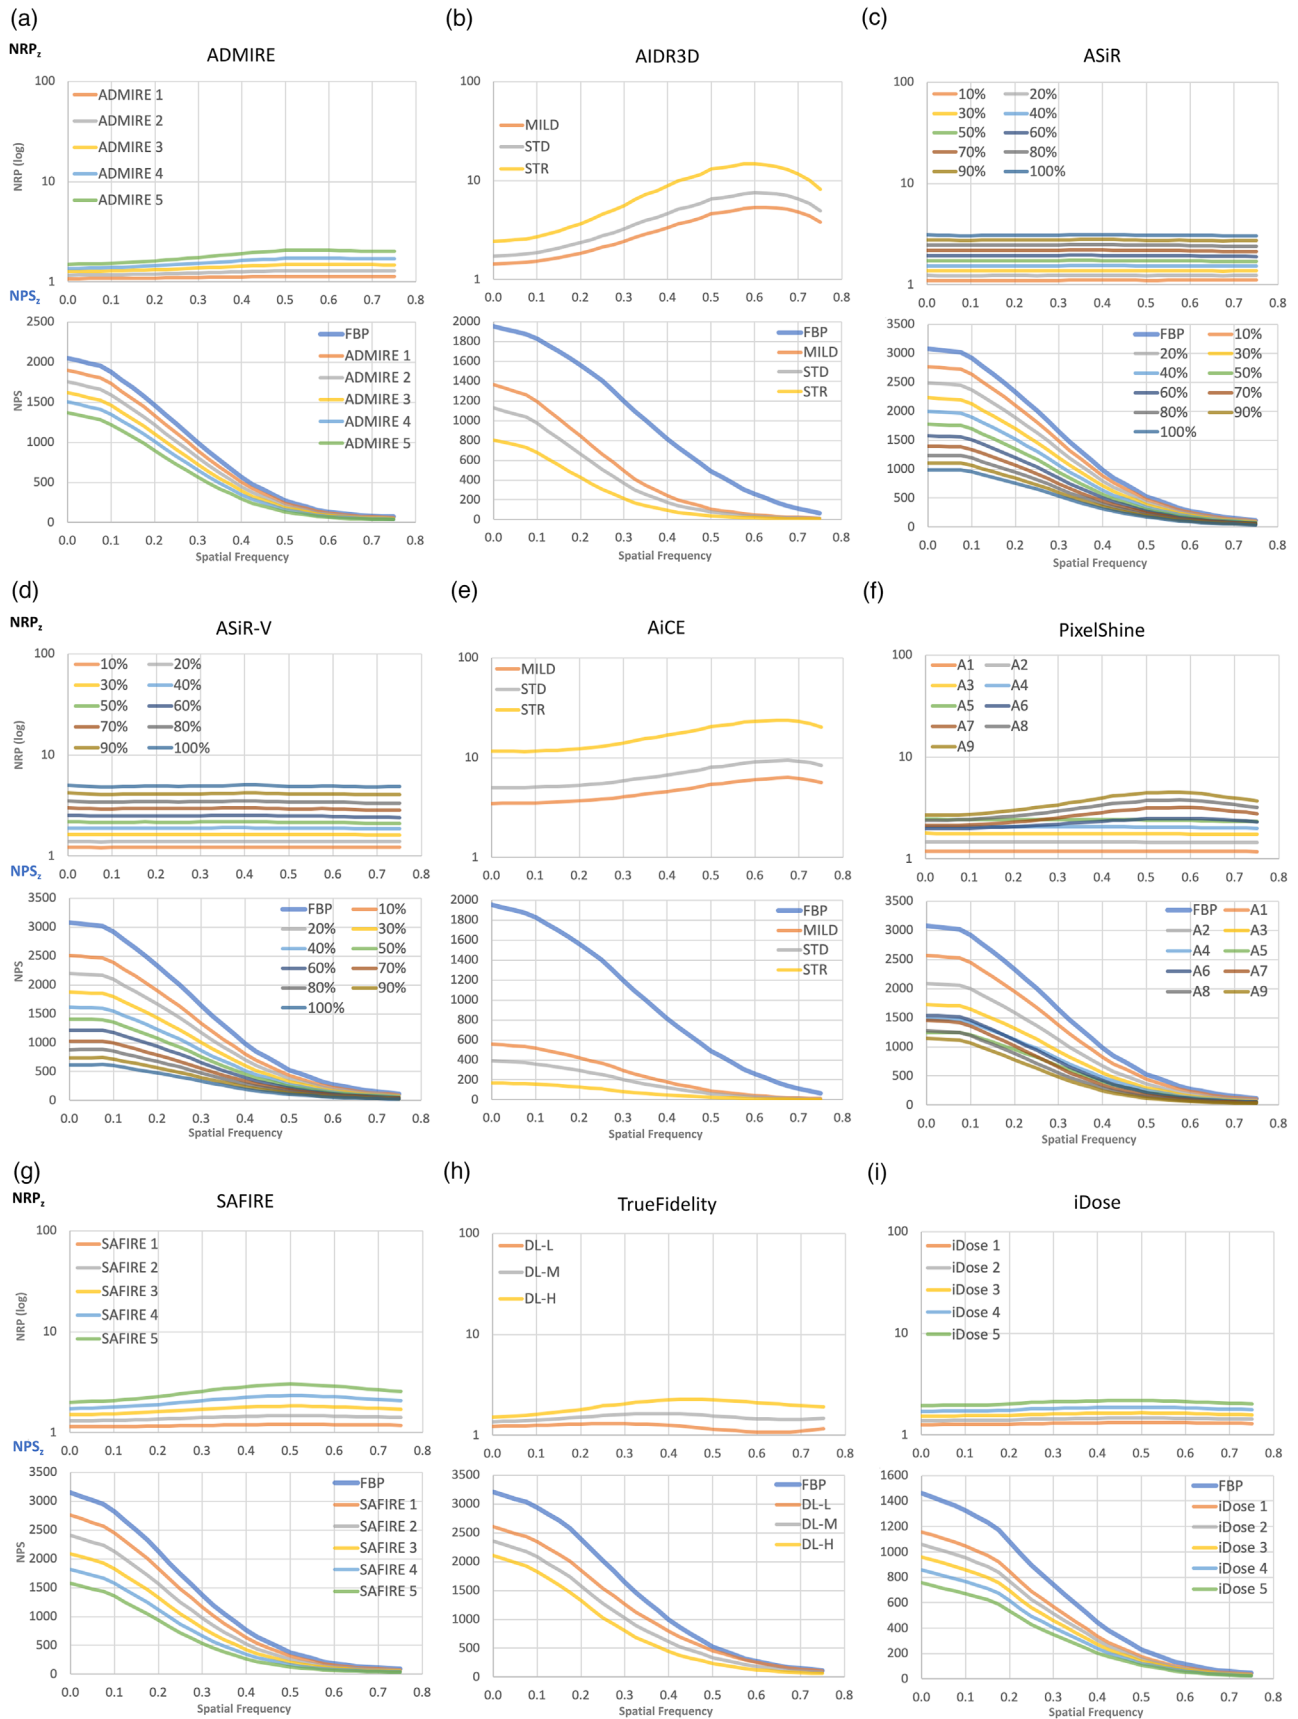 (a)
NRPz
ADMIRE
100
10
1
NRP (log)
ADMIRE 1
ADMIRE 2
ADMIRE 3
ADMIRE 4
ADMIRE 5
0.0 0.1 0.2 0.3 0.4 0.5 0.6 0.7 0.8
NPSz
2500
2000
1500
1000
500
0
NPS
FBP
ADMIRE 1
ADMIRE 2
ADMIRE 3
ADMIRE 4
ADMIRE 5
0.0 0.1 0.2 0.3 0.4 0.5 0.6 0.7 0.8
Spatial Frequency
(b)
AIDR3D
100
10
1
MILD
STD
STR
0.0 0.1 0.2 0.3 0.4 0.5 0.6 0.7 0.8
2000
1800
1600
1400
1200
1000
800
600
400
200
0
FBP
MILD
STD
STR
0.0 0.1 0.2 0.3 0.4 0.5 0.6 0.7 0.8
Spatial Frequency
(c)
ASiR
100
10
1
10% 20%
30% 40%
50% 60%
70% 80%
90% 100%
0.0 0.1 0.2 0.3 0.4 0.5 0.6 0.7 0.8
3500
3000
2500
2000
1500
1000
500
0
FBP 10%
20% 30%
40% 50%
60% 70%
80% 90%
100%
0.0 0.1 0.2 0.3 0.4 0.5 0.6 0.7 0.8
Spatial Frequency
(d)
NRPz
ASiR-V
100
10
1
NRP (log)
10% 20%
30% 40%
50% 60%
70% 80%
90% 100%
0.0 0.1 0.2 0.3 0.4 0.5 0.6 0.7 0.8
NPSz
3500
3000
2500
2000
1500
1000
500
0
NPS
FBP 10%
20% 30%
40% 50%
60% 70%
80% 90%
100%
0.0 0.1 0.2 0.3 0.4 0.5 0.6 0.7 0.8
Spatial Frequency
(e)
AiCE
100
10
1
MILD
STD
STR
0.0 0.1 0.2 0.3 0.4 0.5 0.6 0.7 0.8
2000
1800
1600
1400
1200
1000
800
600
400
200
0
FBP
MILD
STD
STR
0.0 0.1 0.2 0.3 0.4 0.5 0.6 0.7 0.8
Spatial Frequency
(f)
PixelShine
100
10
1
A1 A2
A3 A4
A5 A6
A7 A8
A9
0.0 0.1 0.2 0.3 0.4 0.5 0.6 0.7 0.8
3500
3000
2500
2000
1500
1000
500
0
FBP A1
A2 A3
A4 A5
A6 A7
A8 A9
0.0 0.1 0.2 0.3 0.4 0.5 0.6 0.7 0.8
Spatial Frequency
(g)
NRPz
SAFIRE
100
10
1
NRP (log)
SAFIRE 1
SAFIRE 2
SAFIRE 3
SAFIRE 4
SAFIRE 5
0.0 0.1 0.2 0.3 0.4 0.5 0.6 0.7 0.8
NPSz
3500
3000
2500
2000
1500
1000
500
0
NPS
FBP
SAFIRE 1
SAFIRE 2
SAFIRE 3
SAFIRE 4
SAFIRE 5
0.0 0.1 0.2 0.3 0.4 0.5 0.6 0.7 0.8
Spatial Frequency
(h)
TrueFidelity
100
10
1
DL-L
DL-M
DL-H
0.0 0.1 0.2 0.3 0.4 0.5 0.6 0.7 0.8
3500
3000
2500
2000
1500
1000
500
0
FBP
DL-L
DL-M
DL-H
0.0 0.1 0.2 0.3 0.4 0.5 0.6 0.7 0.8
Spatial Frequency
(i)
iDose
100
10
1
iDose 1
iDose 2
iDose 3
iDose 4
iDose 5
0.0 0.1 0.2 0.3 0.4 0.5 0.6 0.7 0.8
1600
1400
1200
1000
800
600
400
200
0
FBP
iDose 1
iDose 2
iDose 3
iDose 4
iDose 5
0.0 0.1 0.2 0.3 0.4 0.5 0.6 0.7 0.8
Spatial Frequency